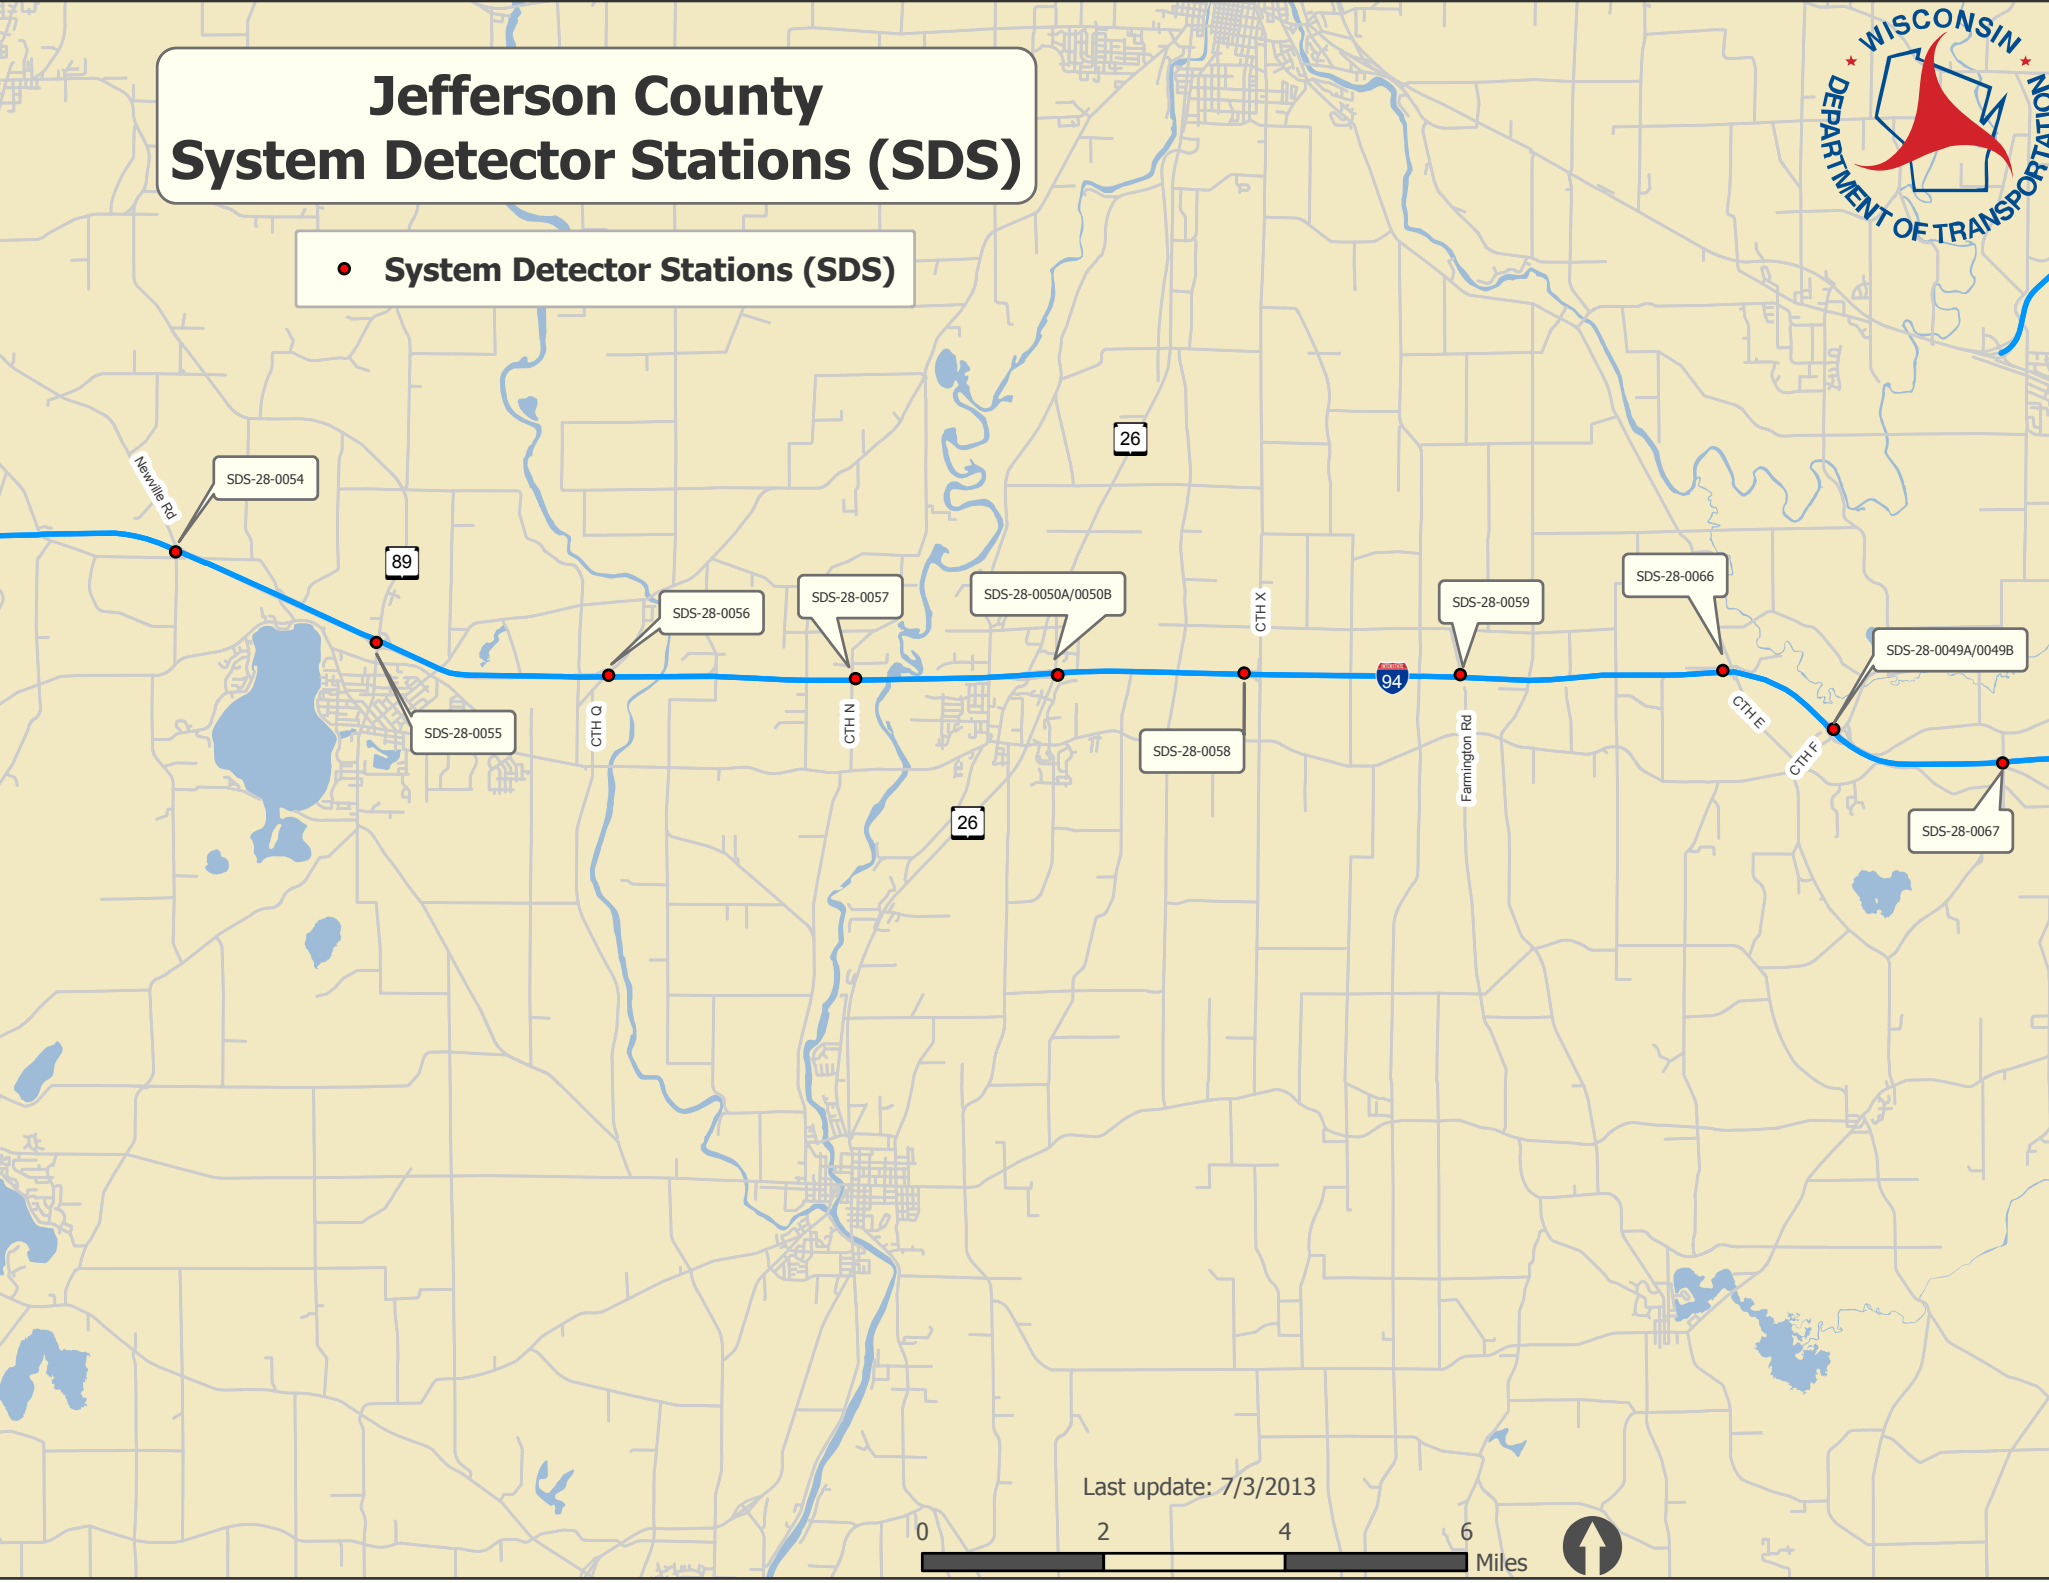 Jefferson County
System Detector Stations (SDS)
System Detector Stations (SDS)
WISCONSIN
DEPARTMENT OF TRANSPORTATION
26
Newville Rd
SDS-28-0054
89
SDS-28-0056
SDS-28-0057
SDS-28-0050A/0050B
CTH X
SDS-28-0059
SDS-28-0066
SDS-28-0049A/0049B
94
SDS-28-0055
CTH Q
CTH N
SDS-28-0058
Farmington Rd
CTH E
CTH F
26
SDS-28-0067
Last update: 7/3/2013
0 2 4 6
Miles